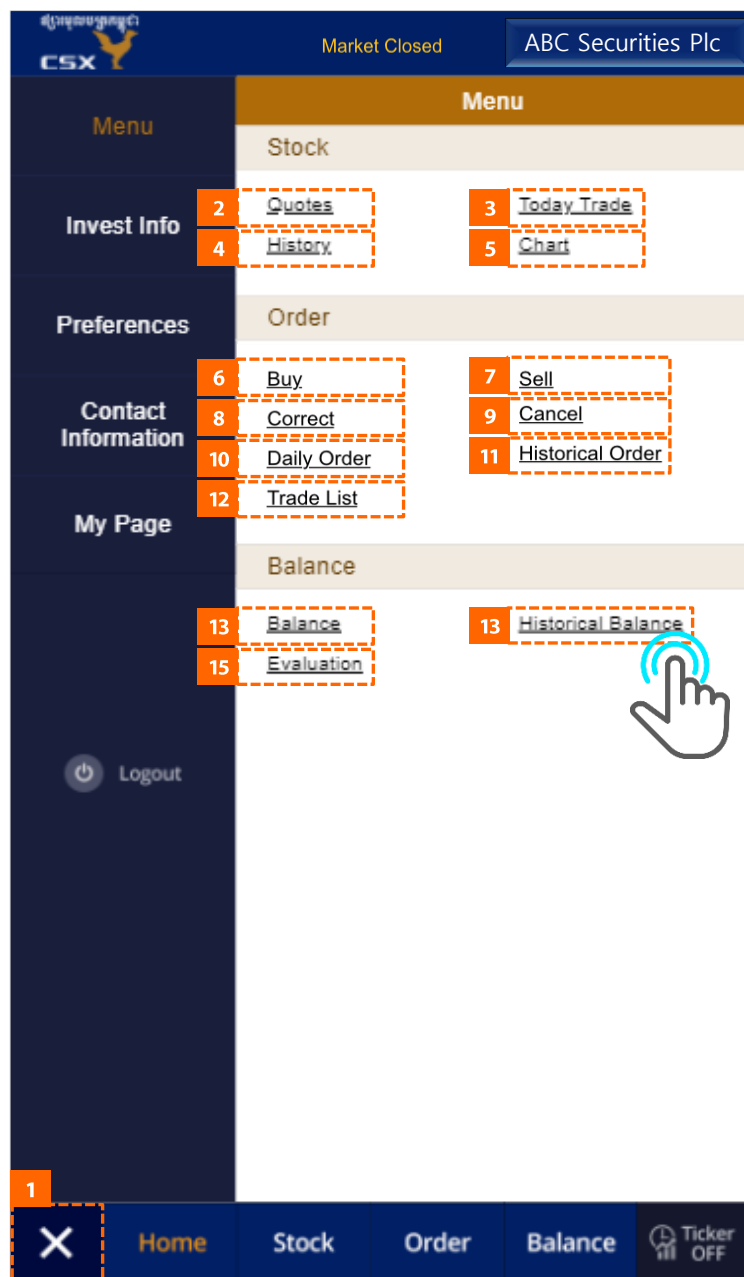 CSX
Market Closed
ABC Securities Plc
Menu
Menu
Stock
Invest Info
2 Quotes
3 Today Trade
4 History
5 Chart
Preferences
Order
6 Buy
7 Sell
Contact
Information
8 Correct
9 Cancel
10 Daily Order
11 Historical Order
12 Trade List
My Page
Balance
13 Balance
13 Historical Balance
15 Evaluation
Logout
1
Home
Stock
Order
Balance
Ticker
OFF